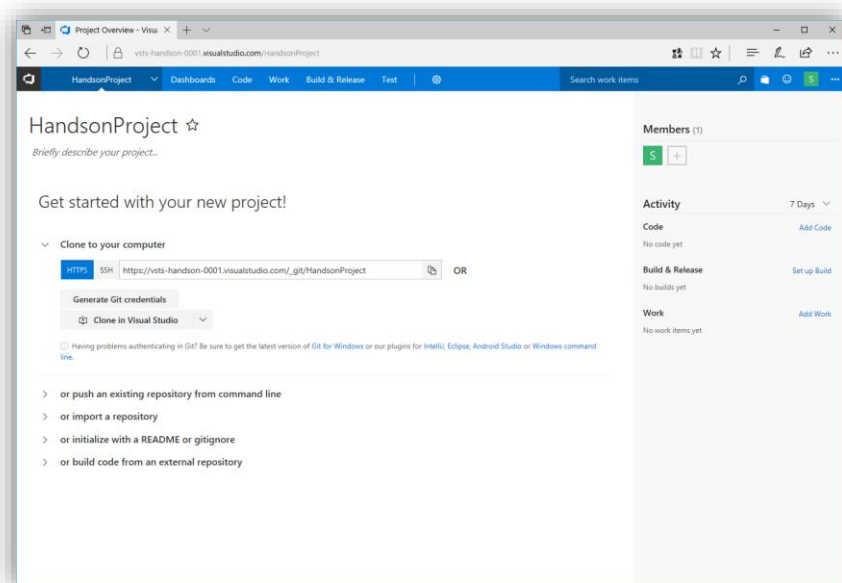 Project Overview - Visu
vsts-handson-0001.visualstudio.com/HandsonProject
HandsonProject Dashboards Code Work Build & Release Test Search work items S
HandsonProject
Briefly describe your project...
Get started with your new project!
Clone to your computer
HTTPS SSH https://vsts-handson-0001.visualstudio.com/_git/HandsonProject OR
Generate Git credentials
Clone in Visual Studio
Having problems authenticating in Git? Be sure to get the latest version of Git for Windows or our plugins for IntelliJ, Eclipse, Android Studio or Windows command
line.
or push an existing repository from command line
or import a repository
or initialize with a README or gitignore
or build code from an external repository
Members (1)
S
Activity 7 Days
Code Add Code
No code yet
Build & Release Set up Build
No builds yet
Work Add Work
No work items yet